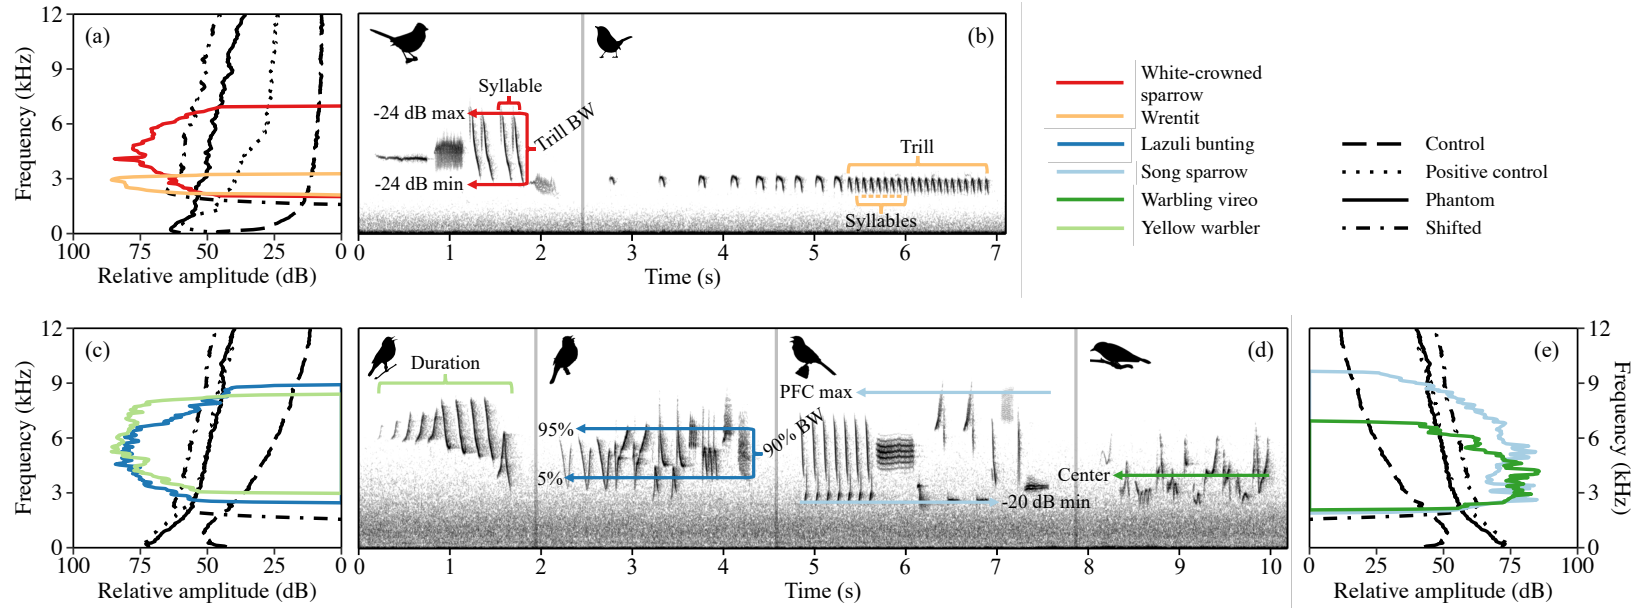 (a)
12
9
6
3
0
Frequency (kHz)
100
75
50
25
0
Relative amplitude (dB)
(b)
Syllable
-24 dB max
Trill BW
-24 dB min
Trill
Syllables
0
1
2
3
4
5
6
7
Time (s)
White-crowned
sparrow
Wrentit
Lazuli bunting
Song sparrow
Warbling vireo
Yellow warbler
Control
Positive control
Phantom
Shifted
(c)
12
9
6
3
0
Frequency (kHz)
100
75
50
25
0
Relative amplitude (dB)
(d)
Duration
95%
5%
90% BW
PFC max
-20 dB min
Center
0
1
2
3
4
5
6
7
8
9
10
Time (s)
(e)
12
9
6
3
0
Frequency (kHz)
0
25
50
75
100
Relative amplitude (dB)